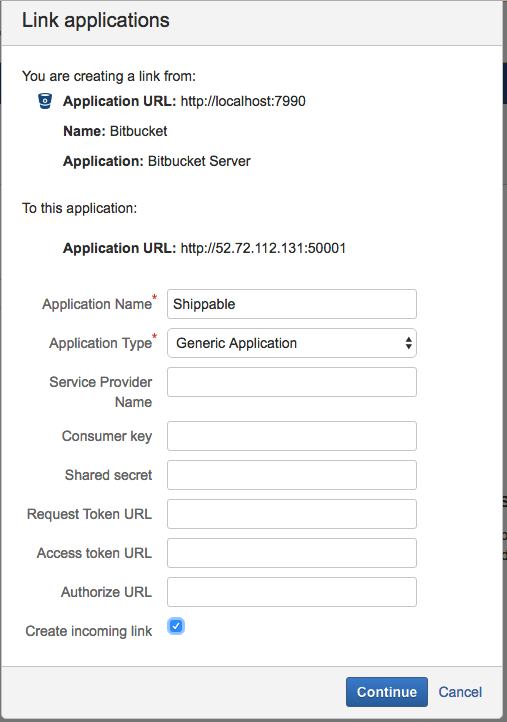 Link applications
You are creating a link from:
Application URL: http://localhost:7990
Name: Bitbucket
Application: Bitbucket Server
To this application:
Application URL: http://52.72.112.131:50001
Application Name*
Shippable
Application Type*
Generic Application
Service Provider
Name
Consumer key
Shared secret
Request Token URL
Access token URL
Authorize URL
Create incoming link
Continue
Cancel